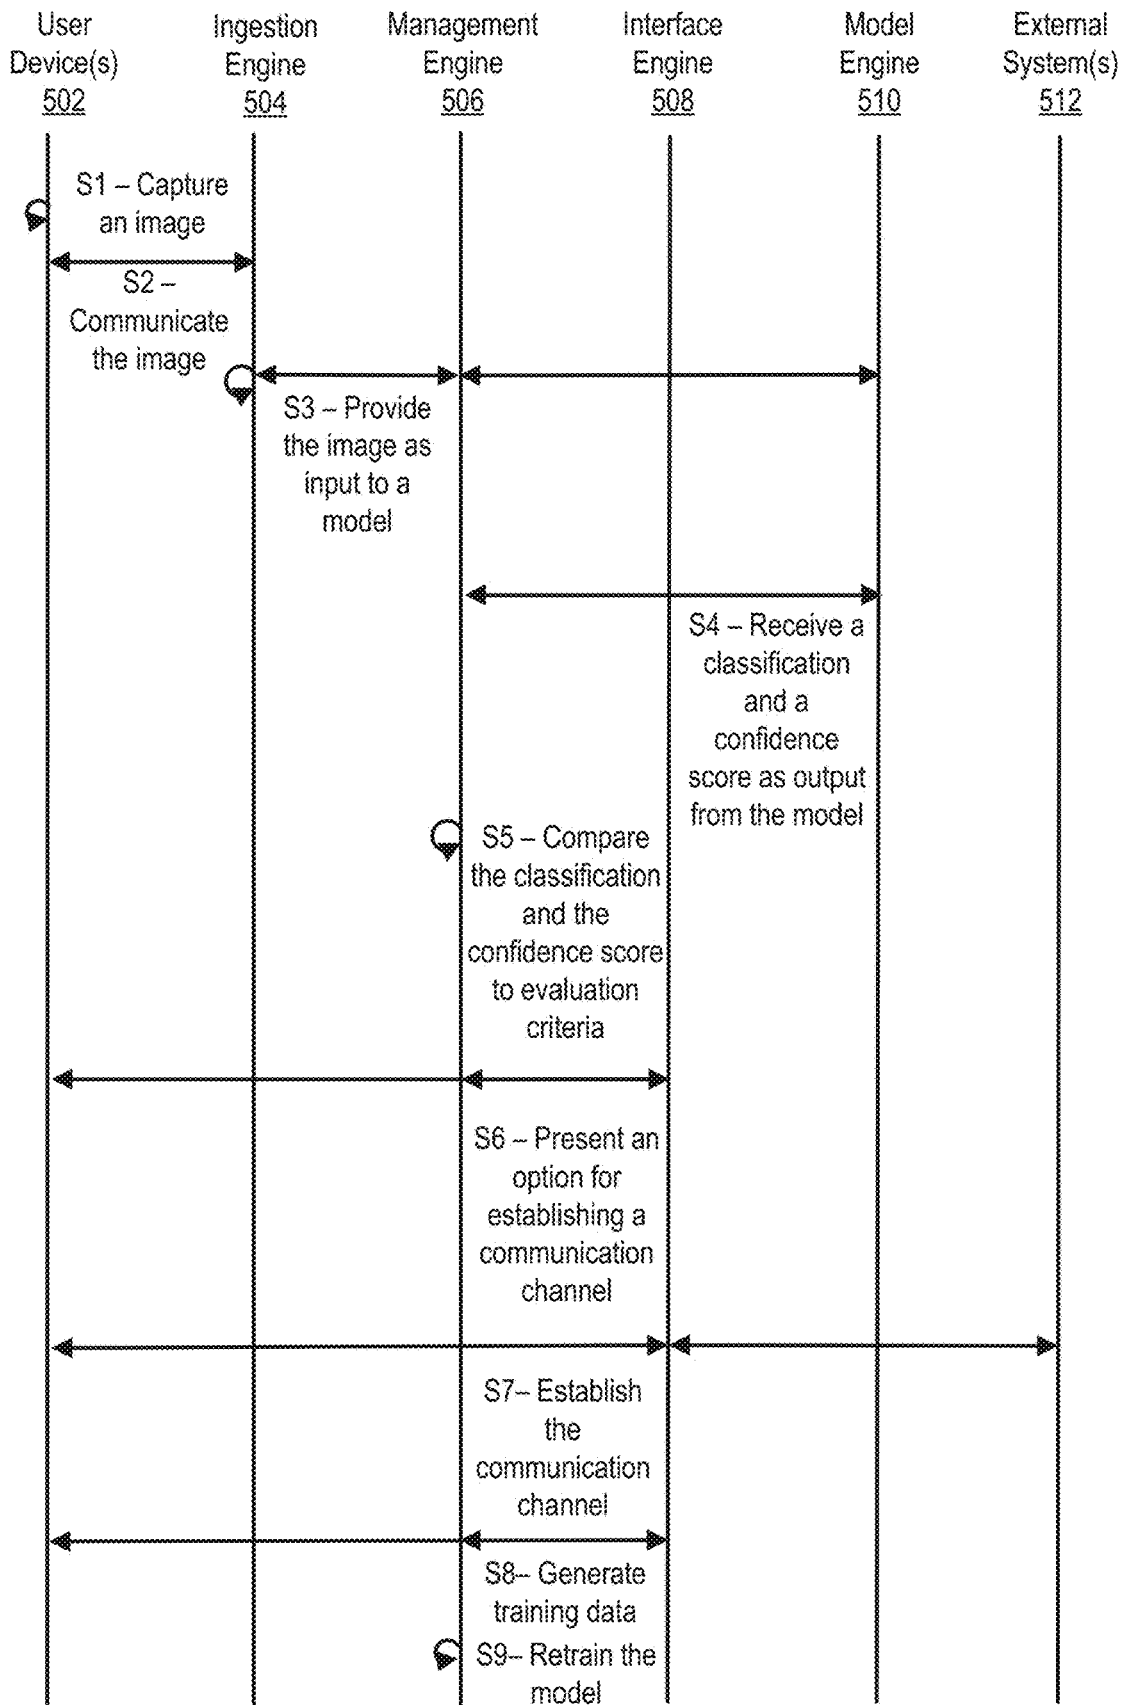 User
Device(s)
502
Ingestion
Engine
504
Management
Engine
506
Interface
Engine
508
Model
Engine
510
External
System(s)
512
S1 – Capture
an image
S2 –
Communicate
the image
S3 – Provide
the image as
input to a
model
S4 – Receive a
classification
and a
confidence
score as output
from the model
S5 – Compare
the classification
and the
confidence score
to evaluation
criteria
S6 – Present an
option for
establishing a
communication
channel
S7– Establish
the
communication
channel
S8– Generate
training data
S9– Retrain the
model